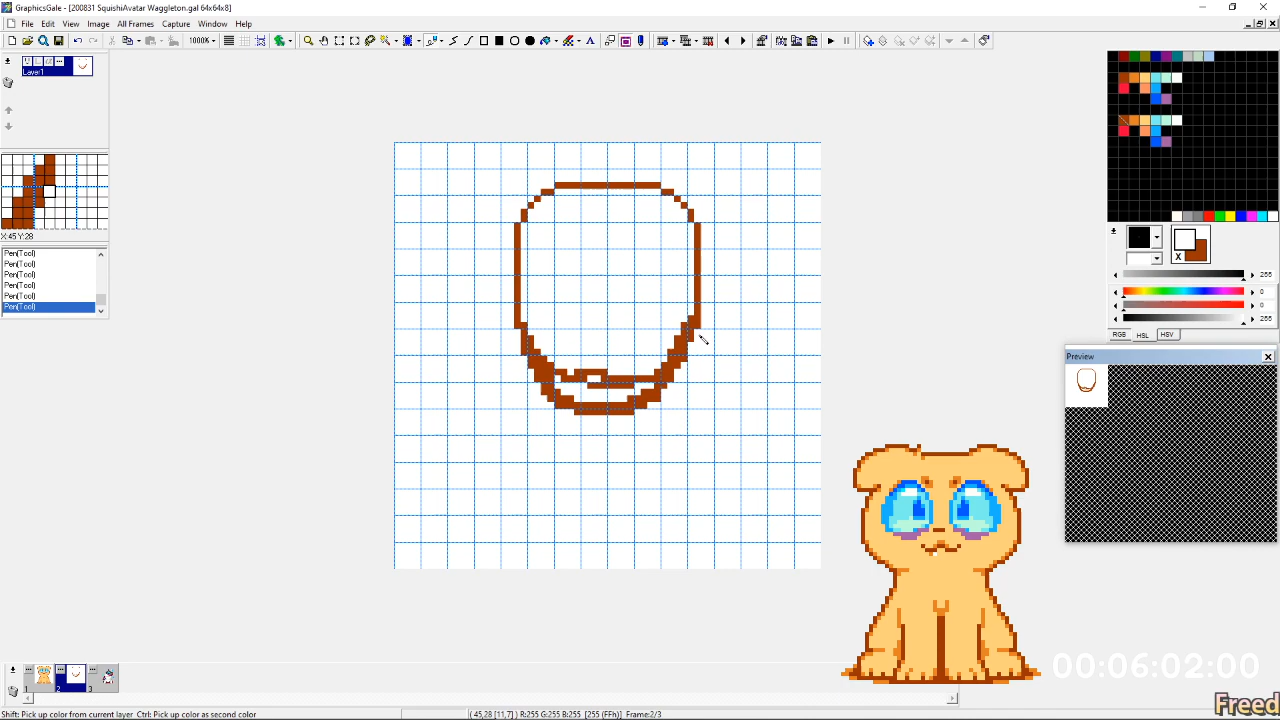 GraphicsGale - [200831 SquishiAvatar Waggleton.gal 64x64x8]
File Edit View Image All Frames Capture Window Help
1000%
Layer1
X:45 Y:28
Pen(Tool)
Pen(Tool)
Pen(Tool)
Pen(Tool)
Pen(Tool)
Pen(Tool)
X
255
0
0
255
RGB HSL HSV
Preview
1 2 3
00:06:02:00
Freed
Shift: Pick up color from current layer Ctrl: Pick up color as second color
( 45,28 [11,7] ) R:255 G:255 B:255 [255 (FFh) Frame:2/3